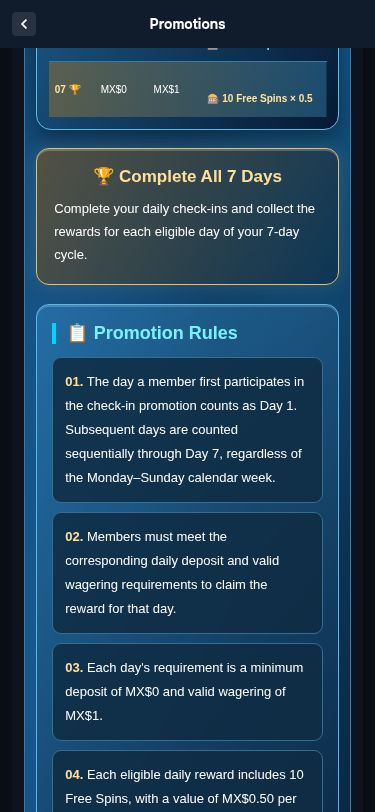 Promotions
07 🏆 MX$0 MX$1 🎰 10 Free Spins × 0.5
🏆 Complete All 7 Days
Complete your daily check-ins and collect the
rewards for each eligible day of your 7-day
cycle.
📋 Promotion Rules
01. The day a member first participates in
the check-in promotion counts as Day 1.
Subsequent days are counted
sequentially through Day 7, regardless of
the Monday–Sunday calendar week.
02. Members must meet the
corresponding daily deposit and valid
wagering requirements to claim the
reward for that day.
03. Each day's requirement is a minimum
deposit of MX$0 and valid wagering of
MX$1.
04. Each eligible daily reward includes 10
Free Spins, with a value of MX$0.50 per